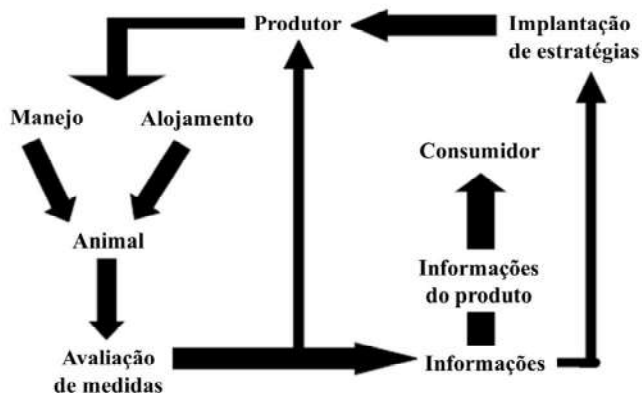 Produtor
Implantação
de estratégias
Manejo
Alojamento
Consumidor
Animal
Informações
do produto
Avaliação
de medidas
Informações